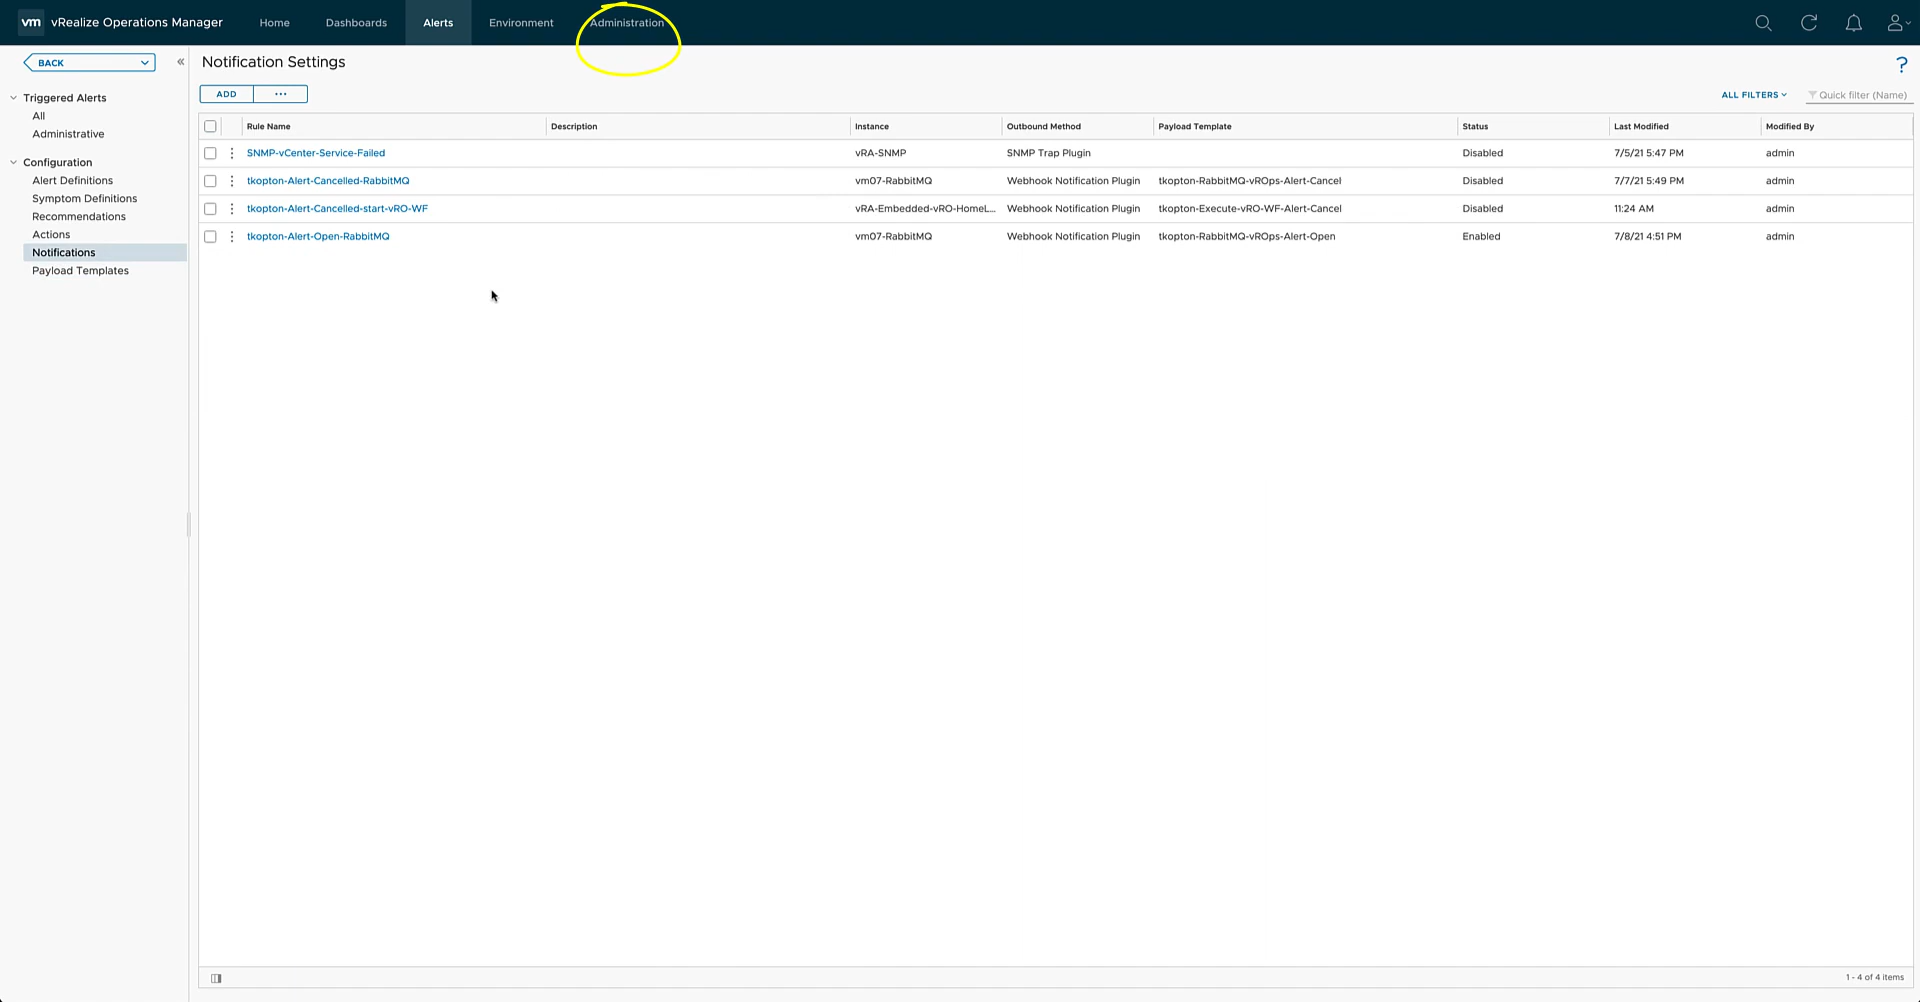 vm vRealize Operations Manager Home Dashboards Alerts Environment Administration
BACK
Triggered Alerts
All
Administrative
Configuration
Alert Definitions
Symptom Definitions
Recommendations
Actions
Notifications
Payload Templates
Notification Settings
?
ADD ...
ALL FILTERS Quick filter (Name)
Rule Name Description Instance Outbound Method Payload Template Status Last Modified Modified By
SNMP-vCenter-Service-Failed vRA-SNMP SNMP Trap Plugin Disabled 7/5/21 5:47 PM admin
tkopton-Alert-Cancelled-RabbitMQ vm07-RabbitMQ Webhook Notification Plugin tkopton-RabbitMQ-vROps-Alert-Cancel Disabled 7/7/21 5:49 PM admin
tkopton-Alert-Cancelled-start-vRO-WF vRA-Embedded-vRO-HomeL... Webhook Notification Plugin tkopton-Execute-vRO-WF-Alert-Cancel Disabled 11:24 AM admin
tkopton-Alert-Open-RabbitMQ vm07-RabbitMQ Webhook Notification Plugin tkopton-RabbitMQ-vROps-Alert-Open Enabled 7/8/21 4:51 PM admin
1 - 4 of 4 items